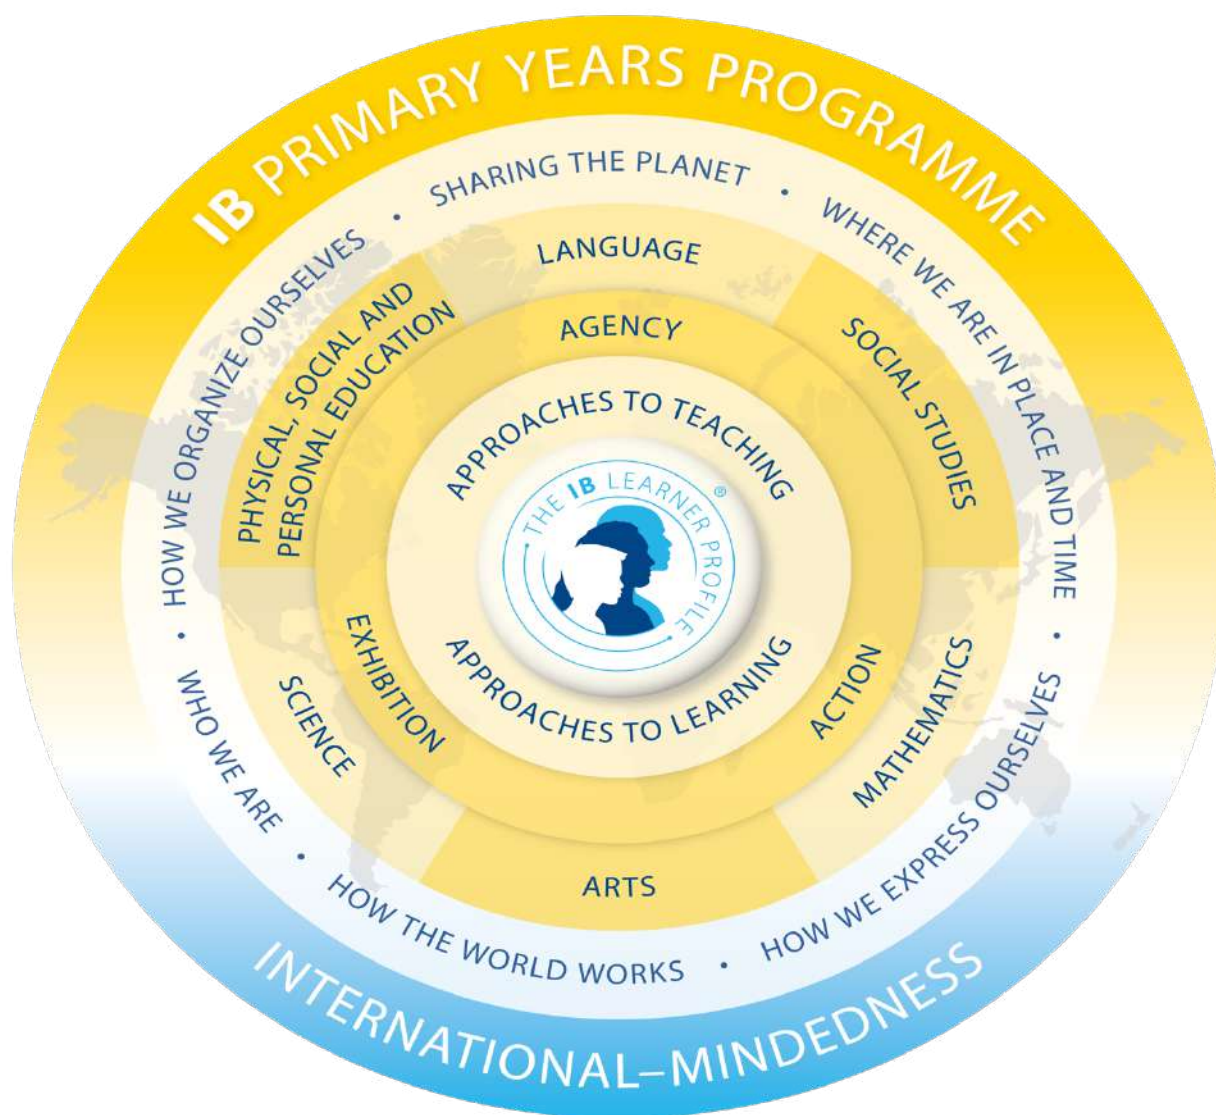 IB PRIMARY YEARS PROGRAMME
SHARING THE PLANET
•
WHERE WE ARE IN PLACE AND TIME
•
HOW WE EXPRESS OURSELVES
•
HOW THE WORLD WORKS
•
WHO WE ARE
•
HOW WE ORGANIZE OURSELVES
•
LANGUAGE
SOCIAL STUDIES
MATHEMATICS
ARTS
SCIENCE
PHYSICAL, SOCIAL AND
PERSONAL EDUCATION
AGENCY
ACTION
EXHIBITION
APPROACHES TO TEACHING
• THE IB LEARNER PROFILE •
®
APPROACHES TO LEARNING
INTERNATIONAL–MINDEDNESS